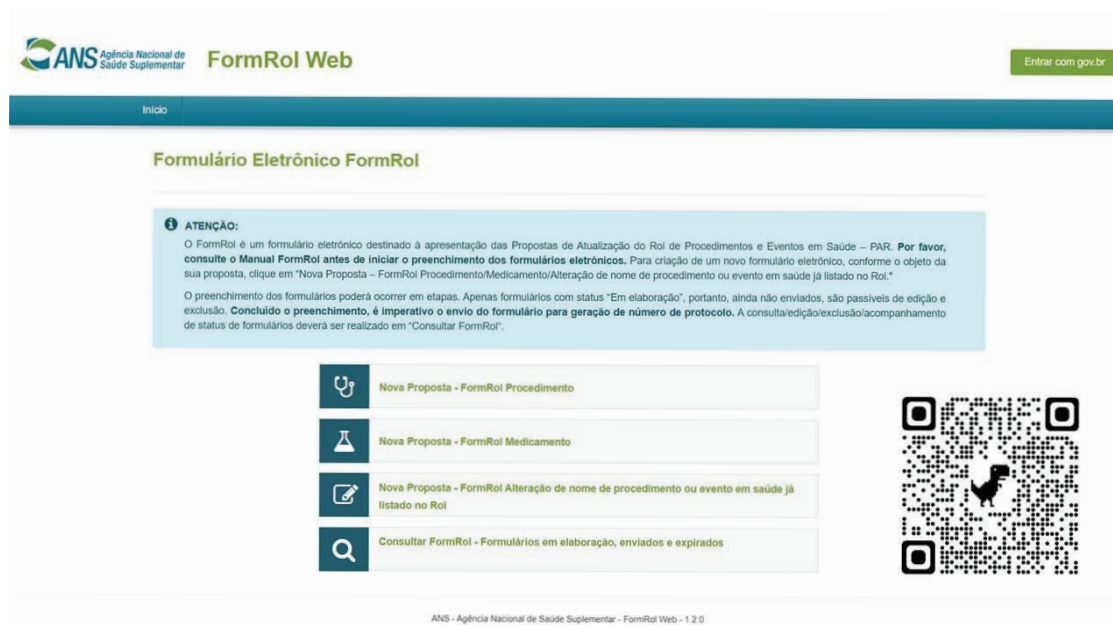 ANS Agência Nacional de
Saúde Suplementar
FormRol Web
Entrar com gov.br
Início
Formulário Eletrônico FormRol
ATENÇÃO:
O FormRol é um formulário eletrônico destinado à apresentação das Propostas de Atualização do Rol de Procedimentos e Eventos em Saúde – PAR. Por favor,
consulte o Manual FormRol antes de iniciar o preenchimento dos formulários eletrônicos. Para criação de um novo formulário eletrônico, conforme o objeto da
sua proposta, clique em "Nova Proposta – FormRol Procedimento/Medicamento/Alteração de nome de procedimento ou evento em saúde já listado no Rol."
O preenchimento dos formulários poderá ocorrer em etapas. Apenas formulários com status "Em elaboração", portanto, ainda não enviados, são passíveis de edição e
exclusão. Concluído o preenchimento, é imperativo o envio do formulário para geração de número de protocolo. A consulta/edição/exclusão/acompanhamento
de status de formulários deverá ser realizado em "Consultar FormRol".
Nova Proposta - FormRol Procedimento
Nova Proposta - FormRol Medicamento
Nova Proposta - FormRol Alteração de nome de procedimento ou evento em saúde já
listado no Rol
Consultar FormRol - Formulários em elaboração, enviados e expirados
ANS - Agência Nacional de Saúde Suplementar - FormRol Web - 1.2.0